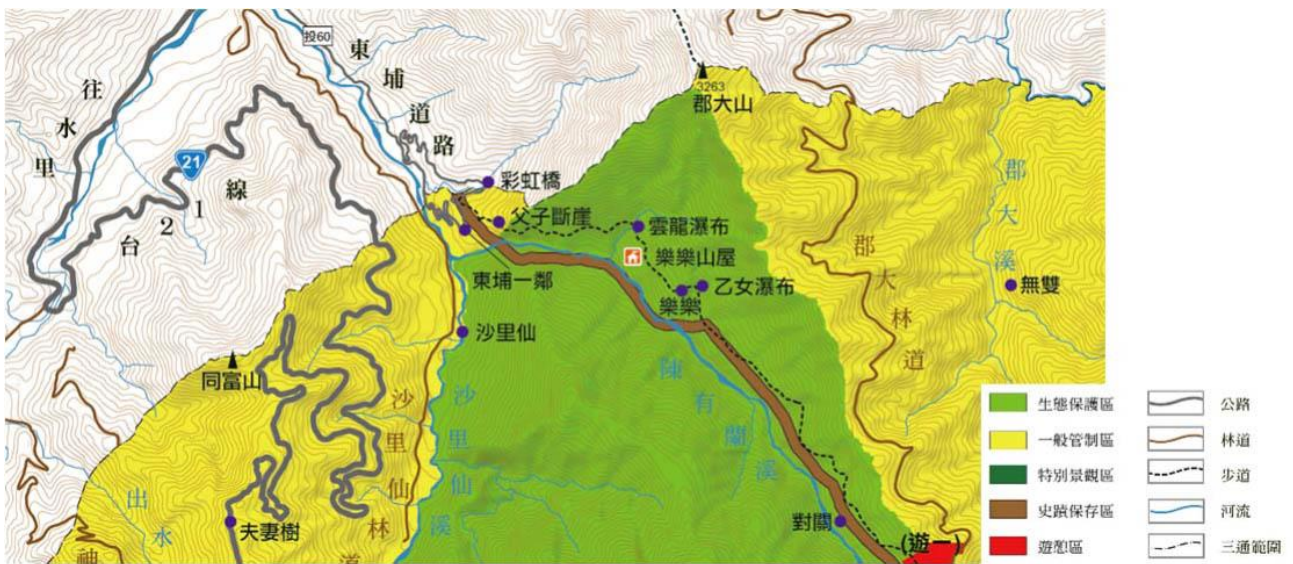 投60
東埔道路
往水里
21
台21線
3263
郡大山
彩虹橋
父子斷崖
雲龍瀑布
樂樂山屋
東埔一鄰
乙女瀑布
樂樂
沙里仙
同富山
郡大溪
無雙
郡大林道
陳有蘭溪
沙里仙溪
沙里仙林道
出水
夫妻樹
神
對關
(遊一)
生態保護區
公路
一般管制區
林道
特別景觀區
步道
史蹟保存區
河流
遊憩區
三通範圍